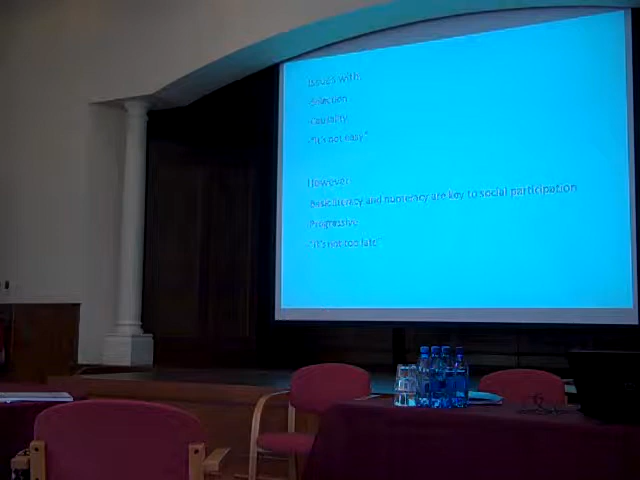 Issues with:
-Selection
-Causality
-"It's not easy"
However
Basic literacy and numeracy are key to social participation
-Progressive
-"It's not too late"